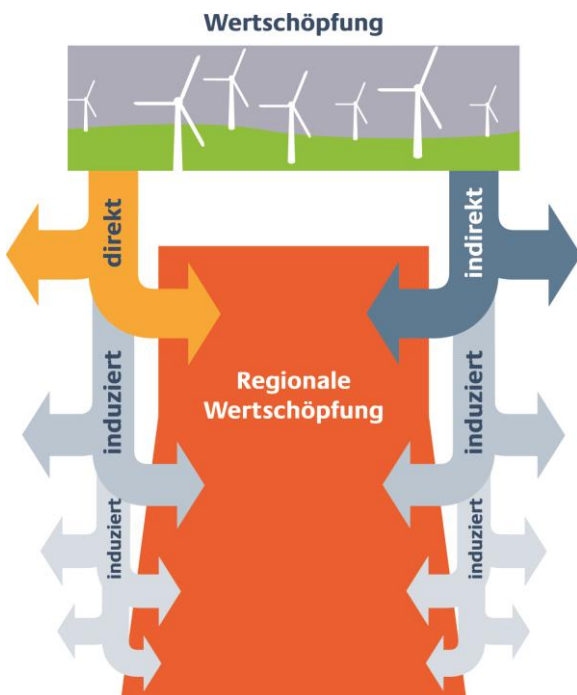 Wertschöpfung
direkt
indirekt
Regionale
Wertschöpfung
induziert
induziert
induziert
induziert